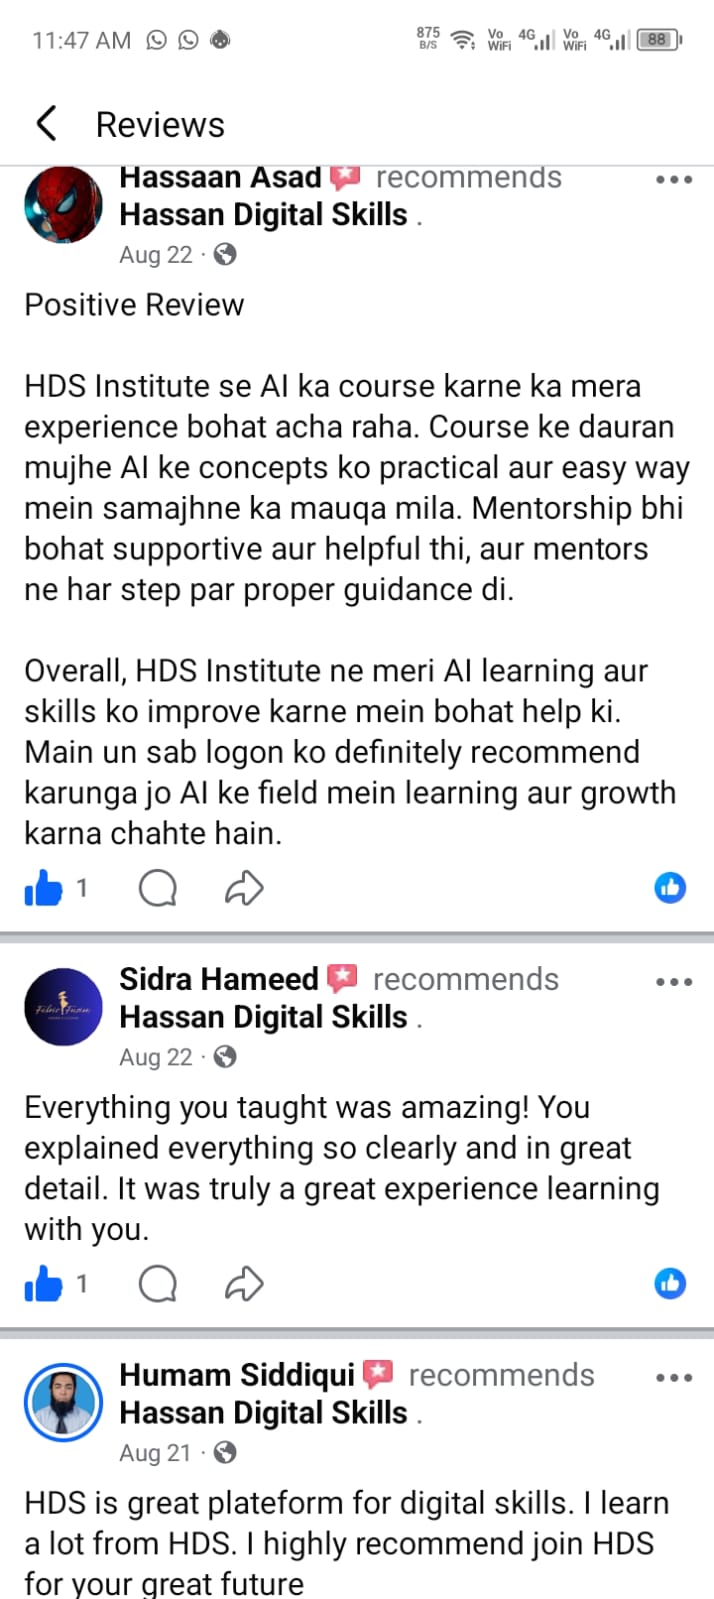 11:47 AM
875 B/S Vo WiFi 4G Vo WiFi 4G 88
Reviews
Hassaan Asad recommends
Hassan Digital Skills .
Aug 22 ·
Positive Review
HDS Institute se AI ka course karne ka mera
experience bohat acha raha. Course ke dauran
mujhe AI ke concepts ko practical aur easy way
mein samajhne ka mauqa mila. Mentorship bhi
bohat supportive aur helpful thi, aur mentors
ne har step par proper guidance di.
Overall, HDS Institute ne meri AI learning aur
skills ko improve karne mein bohat help ki.
Main un sab logon ko definitely recommend
karunga jo AI ke field mein learning aur growth
karna chahte hain.
1
Sidra Hameed recommends
Hassan Digital Skills .
Aug 22 ·
Everything you taught was amazing! You
explained everything so clearly and in great
detail. It was truly a great experience learning
with you.
1
Humam Siddiqui recommends
Hassan Digital Skills .
Aug 21 ·
HDS is great plateform for digital skills. I learn
a lot from HDS. I highly recommend join HDS
for your great future